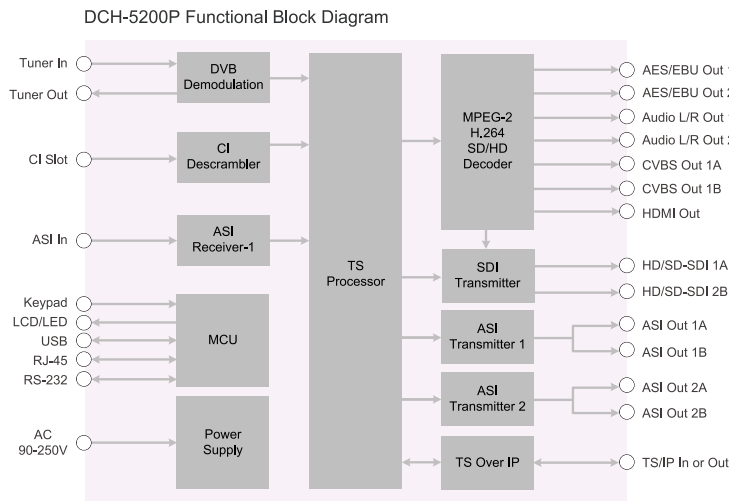 DCH-5200P Functional Block Diagram
Tuner In
Tuner Out
CI Slot
ASI In
Keypad
LCD/LED
USB
RJ-45
RS-232
AC
90-250V
DVB
Demodulation
CI
Descrambler
ASI
Receiver-1
MCU
Power
Supply
TS
Processor
MPEG-2
H.264
SD/HD
Decoder
SDI
Transmitter
ASI
Transmitter 1
ASI
Transmitter 2
TS Over IP
AES/EBU Out 1
AES/EBU Out 2
Audio L/R Out 1
Audio L/R Out 2
CVBS Out 1A
CVBS Out 1B
HDMI Out
HD/SD-SDI 1A
HD/SD-SDI 2B
ASI Out 1A
ASI Out 1B
ASI Out 2A
ASI Out 2B
TS/IP In or Out